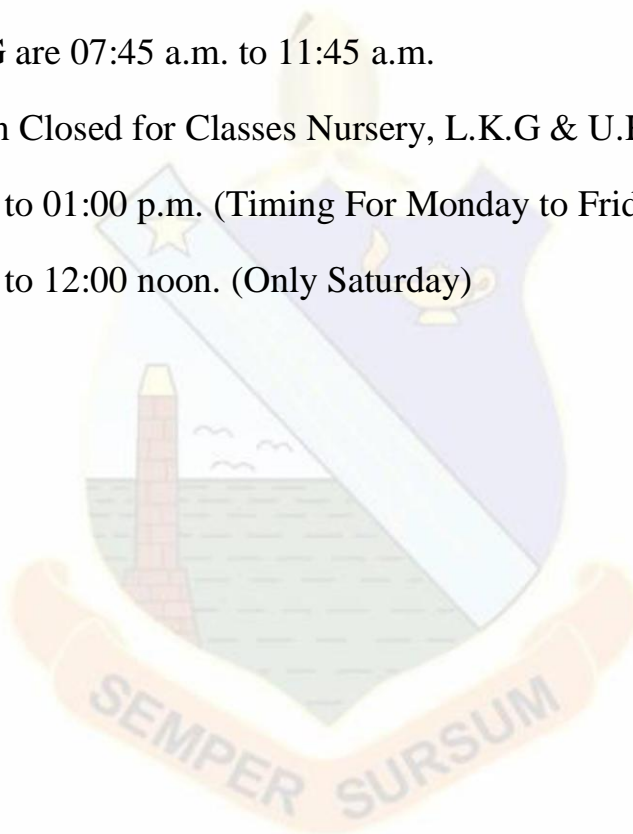 are 07:45 a.m. to 11:45 a.m.
Closed for Classes Nursery, L.K.G &
to 01:00 p.m. (Timing For Monday to
to 12:00 noon. (Only Saturday)
SEMPER SURSUM